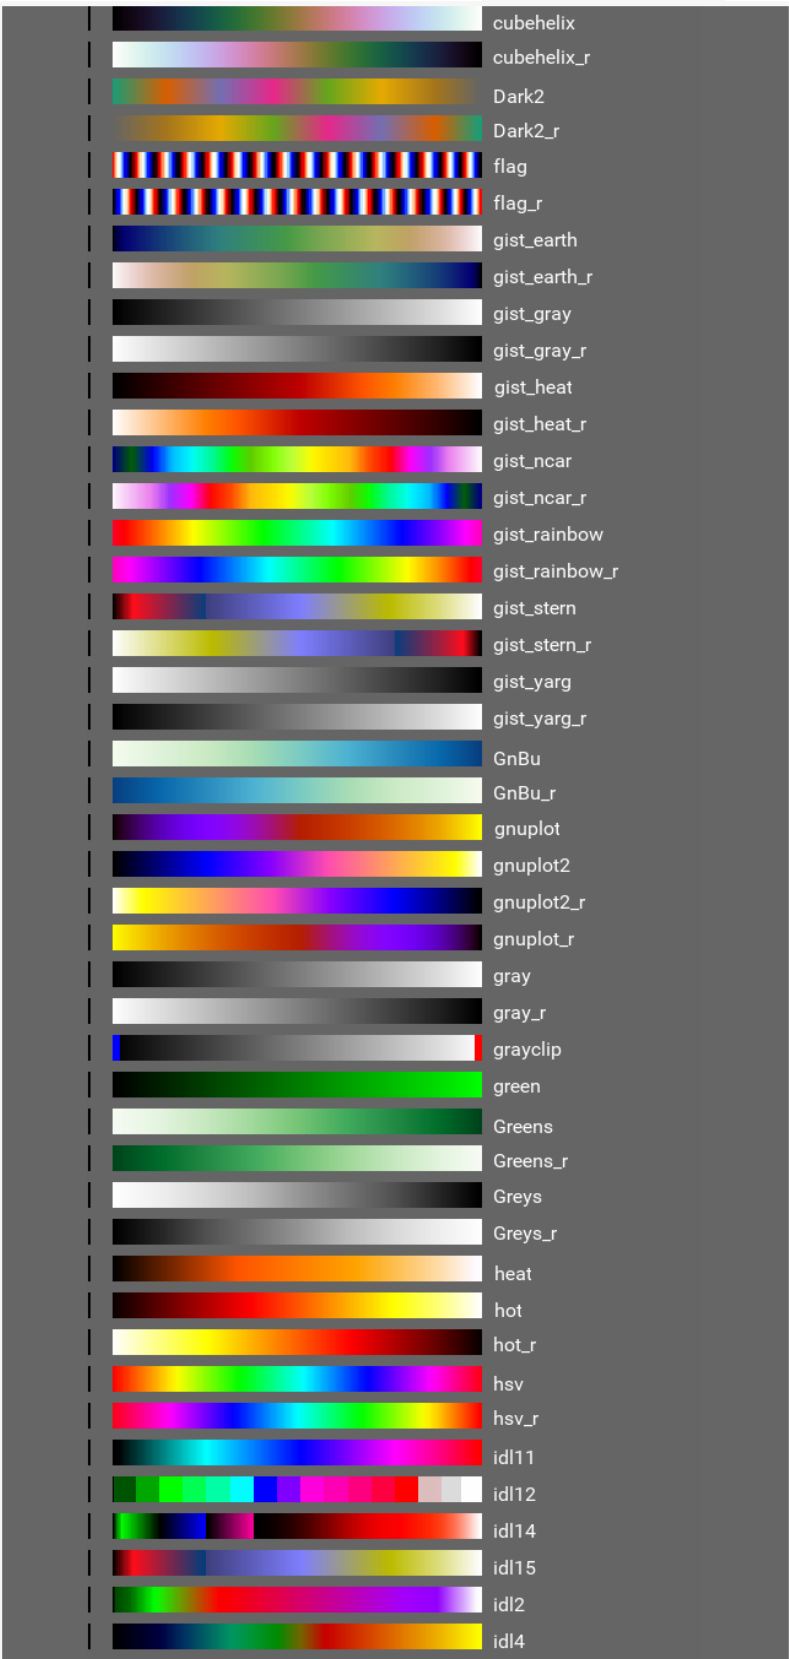 cubehelix
cubehelix_r
Dark2
Dark2_r
flag
flag_r
gist_earth
gist_earth_r
gist_gray
gist_gray_r
gist_heat
gist_heat_r
gist_ncar
gist_ncar_r
gist_rainbow
gist_rainbow_r
gist_stern
gist_stern_r
gist_yarg
gist_yarg_r
GnBu
GnBu_r
gnuplot
gnuplot2
gnuplot2_r
gnuplot_r
gray
gray_r
grayclip
green
Greens
Greens_r
Greys
Greys_r
heat
hot
hot_r
hsv
hsv_r
idl11
idl12
idl14
idl15
idl2
idl4